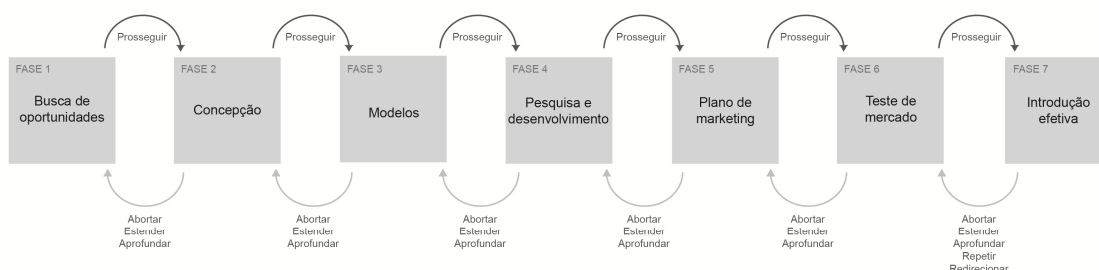 Prosseguir
Prosseguir
Prosseguir
Prosseguir
Prosseguir
Prosseguir
FASE 1
Busca de
oportunidades
FASE 2
Concepção
FASE 3
Modelos
FASE 4
Pesquisa e
desenvolvimento
FASE 5
Plano de
marketing
FASE 6
Teste de
mercado
FASE 7
Introdução
efetiva
Abortar
Estender
Aprofundar
Abortar
Estender
Aprofundar
Abortar
Estender
Aprofundar
Abortar
Estender
Aprofundar
Abortar
Estender
Aprofundar
Abortar
Estender
Aprofundar
Repetir
Redirecionar